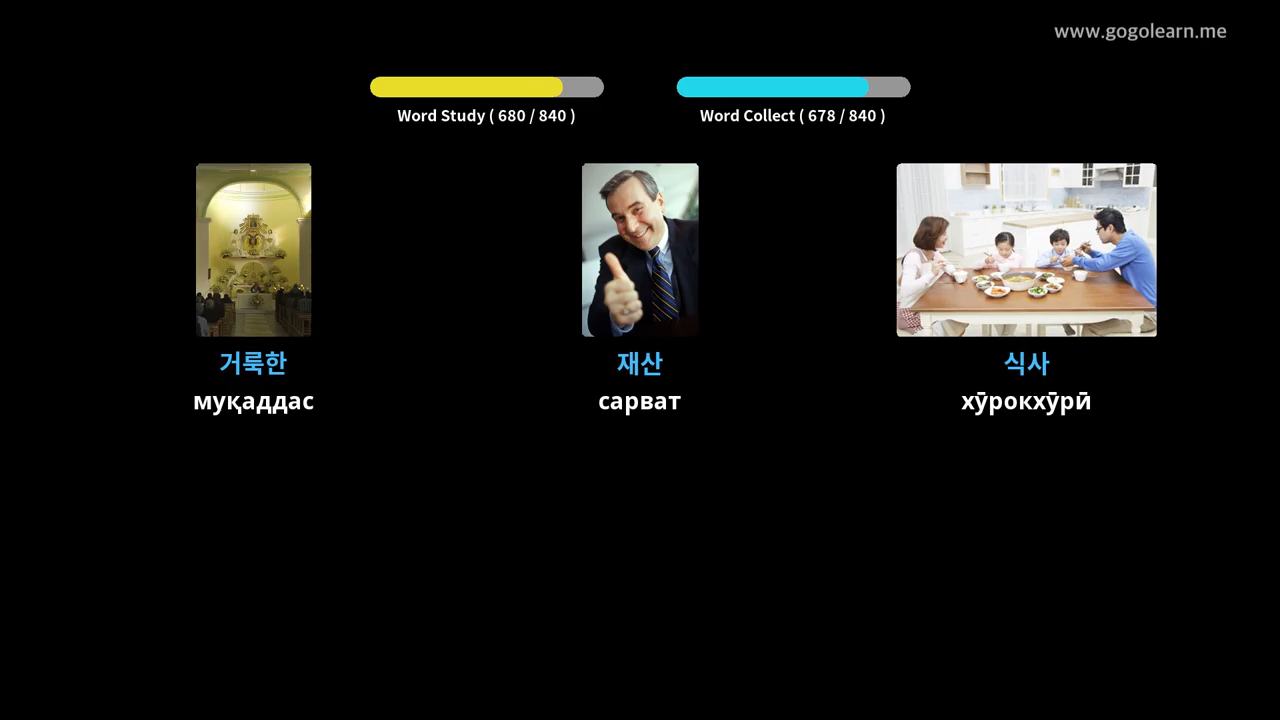 www.gogolearn.me
Word Study ( 680 / 840 )
Word Collect ( 678 / 840 )
거룩한
재산
식사
муқаддас
сарват
хӯрокхӯрӣ